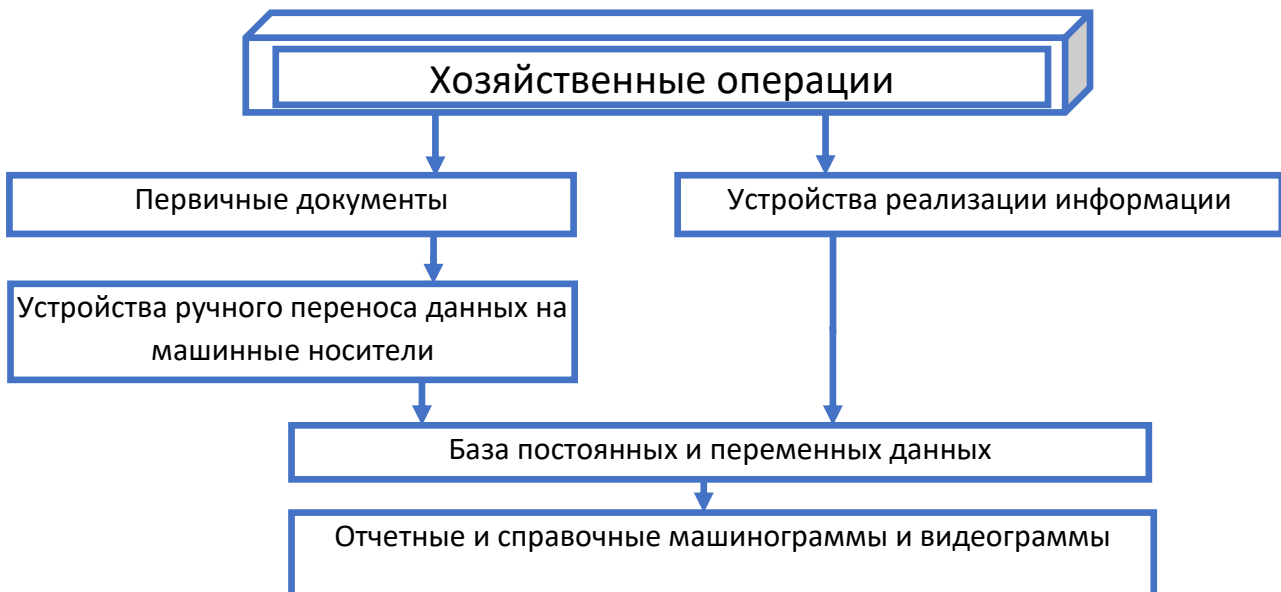 Хозяйственные операции
Первичные документы
Устройства реализации информации
Устройства ручного переноса данных на
машинные носители
База постоянных и переменных данных
Отчетные и справочные машинограммы и видеограммы